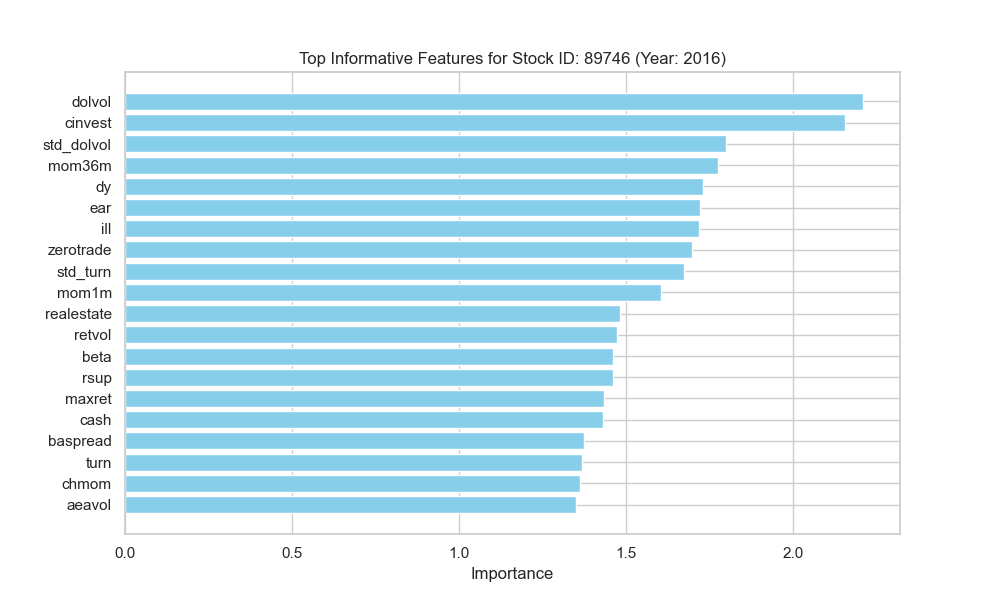 Top Informative Features for Stock ID: 89746 (Year: 2016)
dolvol
cinvest
std_dolvol
mom36m
dy
ear
ill
zerotrade
std_turn
mom1m
realestate
retvol
beta
rsup
maxret
cash
baspread
turn
chmom
aeavol
0.0 0.5 1.0 1.5 2.0
Importance